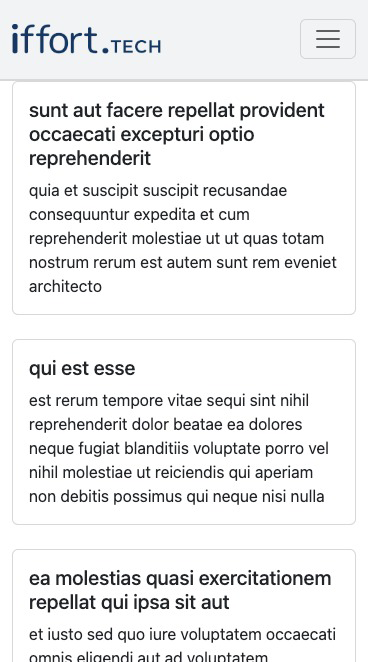 iffort.TECH
sunt aut facere repellat provident
occaecati excepturi optio
reprehenderit
quia et suscipit suscipit recusandae
consequuntur expedita et cum
reprehenderit molestiae ut ut quas totam
nostrum rerum est autem sunt rem eveniet
architecto
qui est esse
est rerum tempore vitae sequi sint nihil
reprehenderit dolor beatae ea dolores
neque fugiat blanditiis voluptate porro vel
nihil molestiae ut reiciendis qui aperiam
non debitis possimus qui neque nisi nulla
ea molestias quasi exercitationem
repellat qui ipsa sit aut
et iusto sed quo iure voluptatem occaecati
omnis eligendi aut ad voluptatem